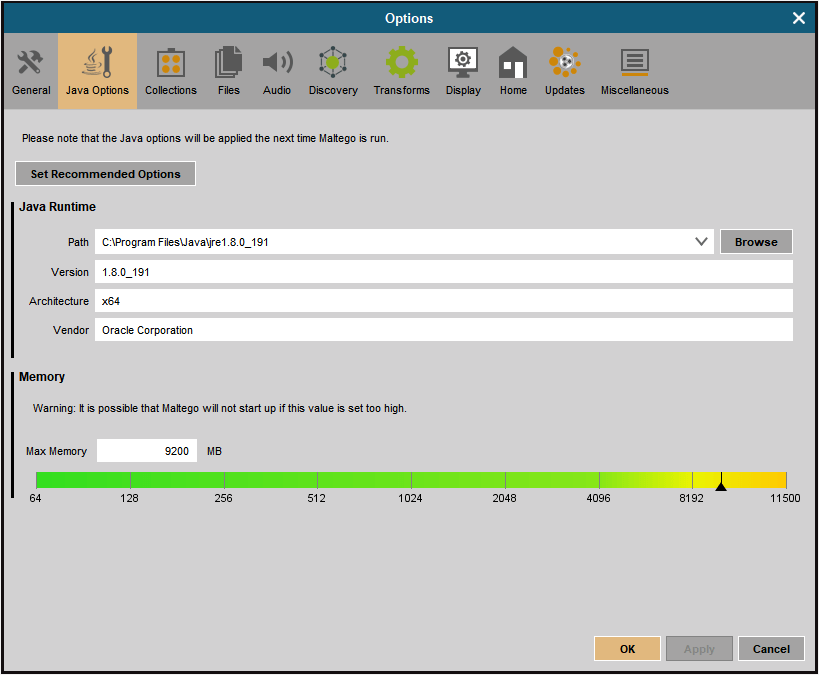 Options
General Java Options Collections Files Audio Discovery Transforms Display Home Updates Miscellaneous
Please note that the Java options will be applied the next time Maltego is run.
Set Recommended Options
Java Runtime
Path C:\Program Files\Java\jre1.8.0_191 Browse
Version 1.8.0_191
Architecture x64
Vendor Oracle Corporation
Memory
Warning: It is possible that Maltego will not start up if this value is set too high.
Max Memory 9200 MB
64 128 256 512 1024 2048 4096 8192 11500
OK Apply Cancel